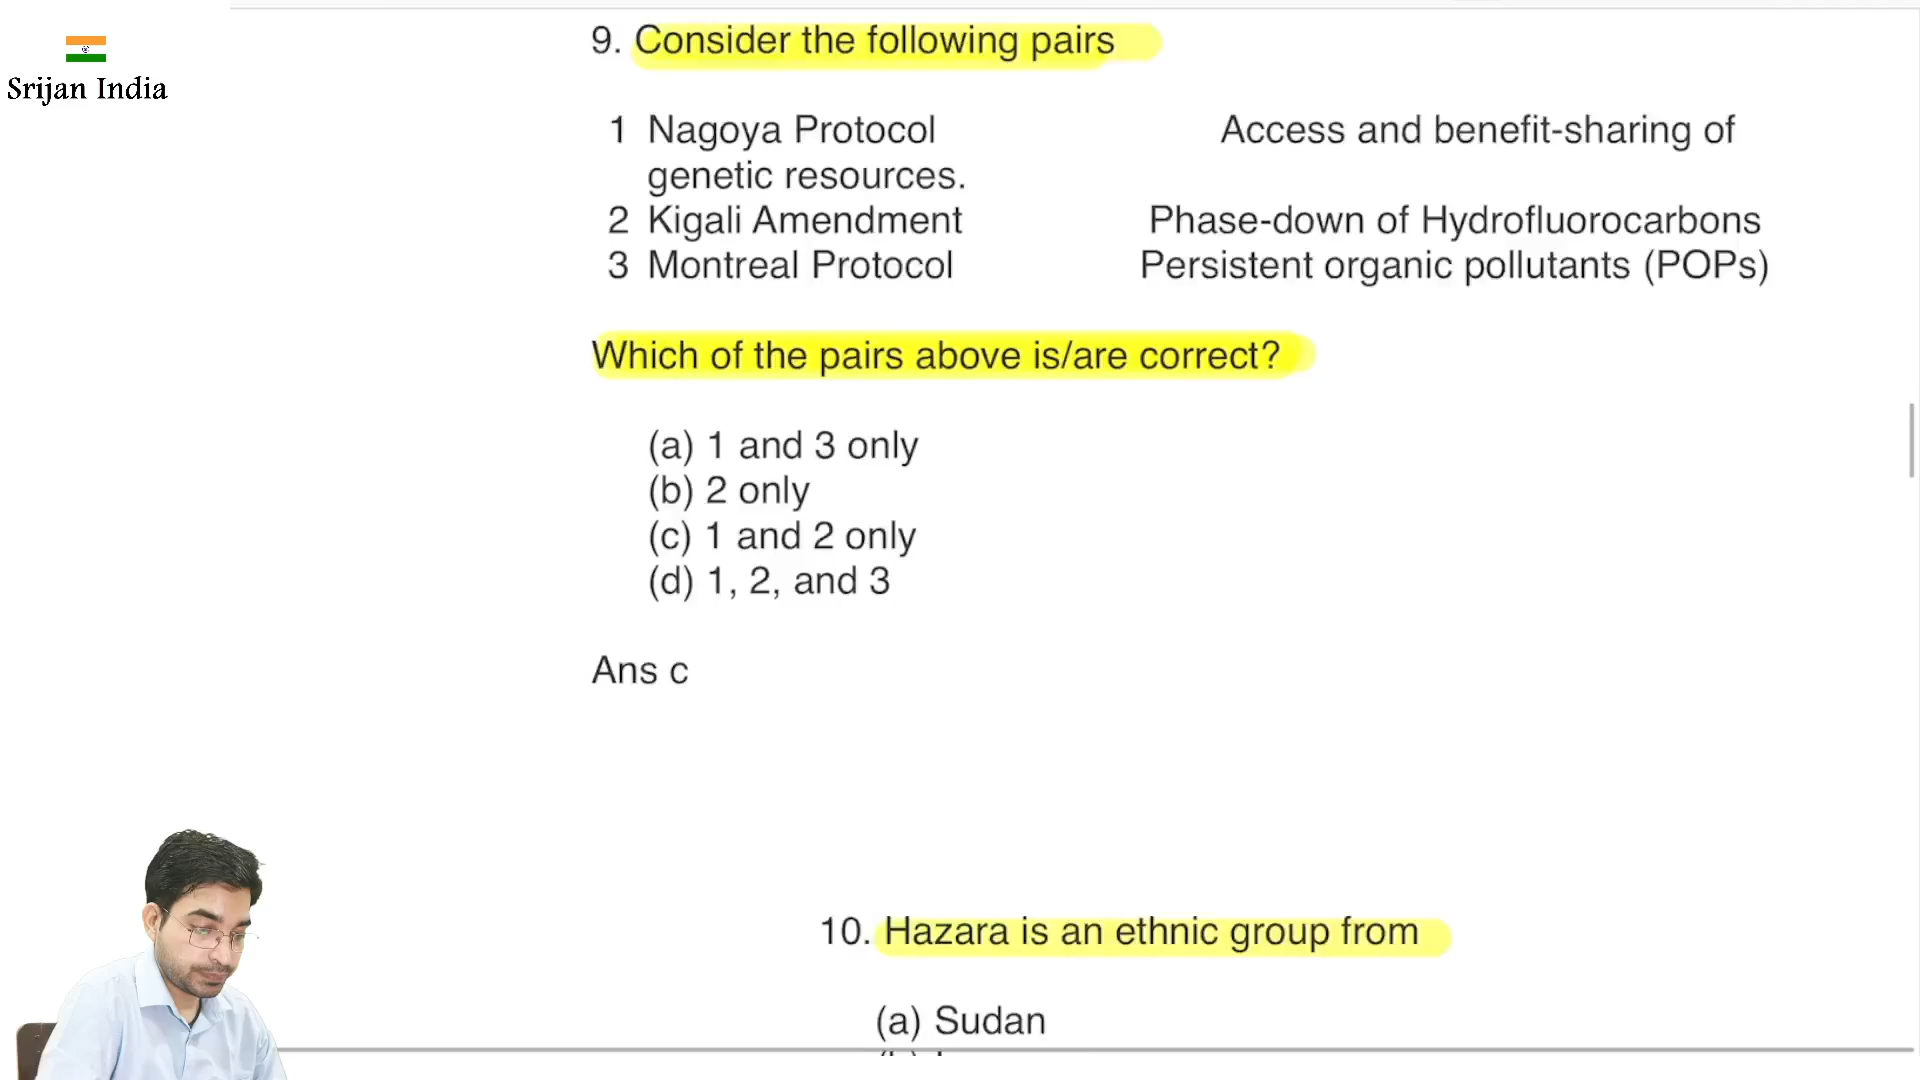 Srijan India
9. Consider the following pairs
1 Nagoya Protocol Access and benefit-sharing of
genetic resources.
2 Kigali Amendment Phase-down of Hydrofluorocarbons
3 Montreal Protocol Persistent organic pollutants (POPs)
Which of the pairs above is/are correct?
(a) 1 and 3 only
(b) 2 only
(c) 1 and 2 only
(d) 1, 2, and 3
Ans c
10. Hazara is an ethnic group from
(a) Sudan